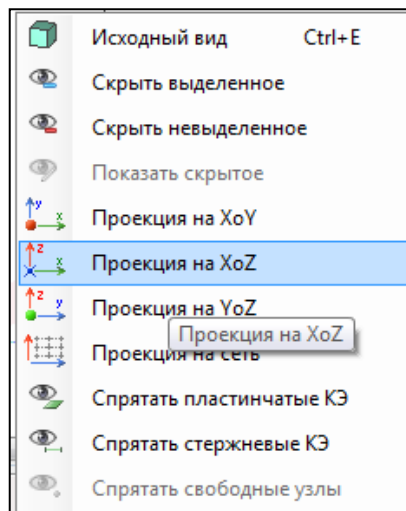 Исходный вид Ctrl+E
Скрыть выделенное
Скрыть невыделенное
Показать скрытое
y x Проекция на XoY
z x Проекция на XoZ
z y Проекция на YoZ
Проекция на XoZ
Проекция на сеть
Спрятать пластинчатые КЭ
Спрятать стержневые КЭ
Спрятать свободные узлы